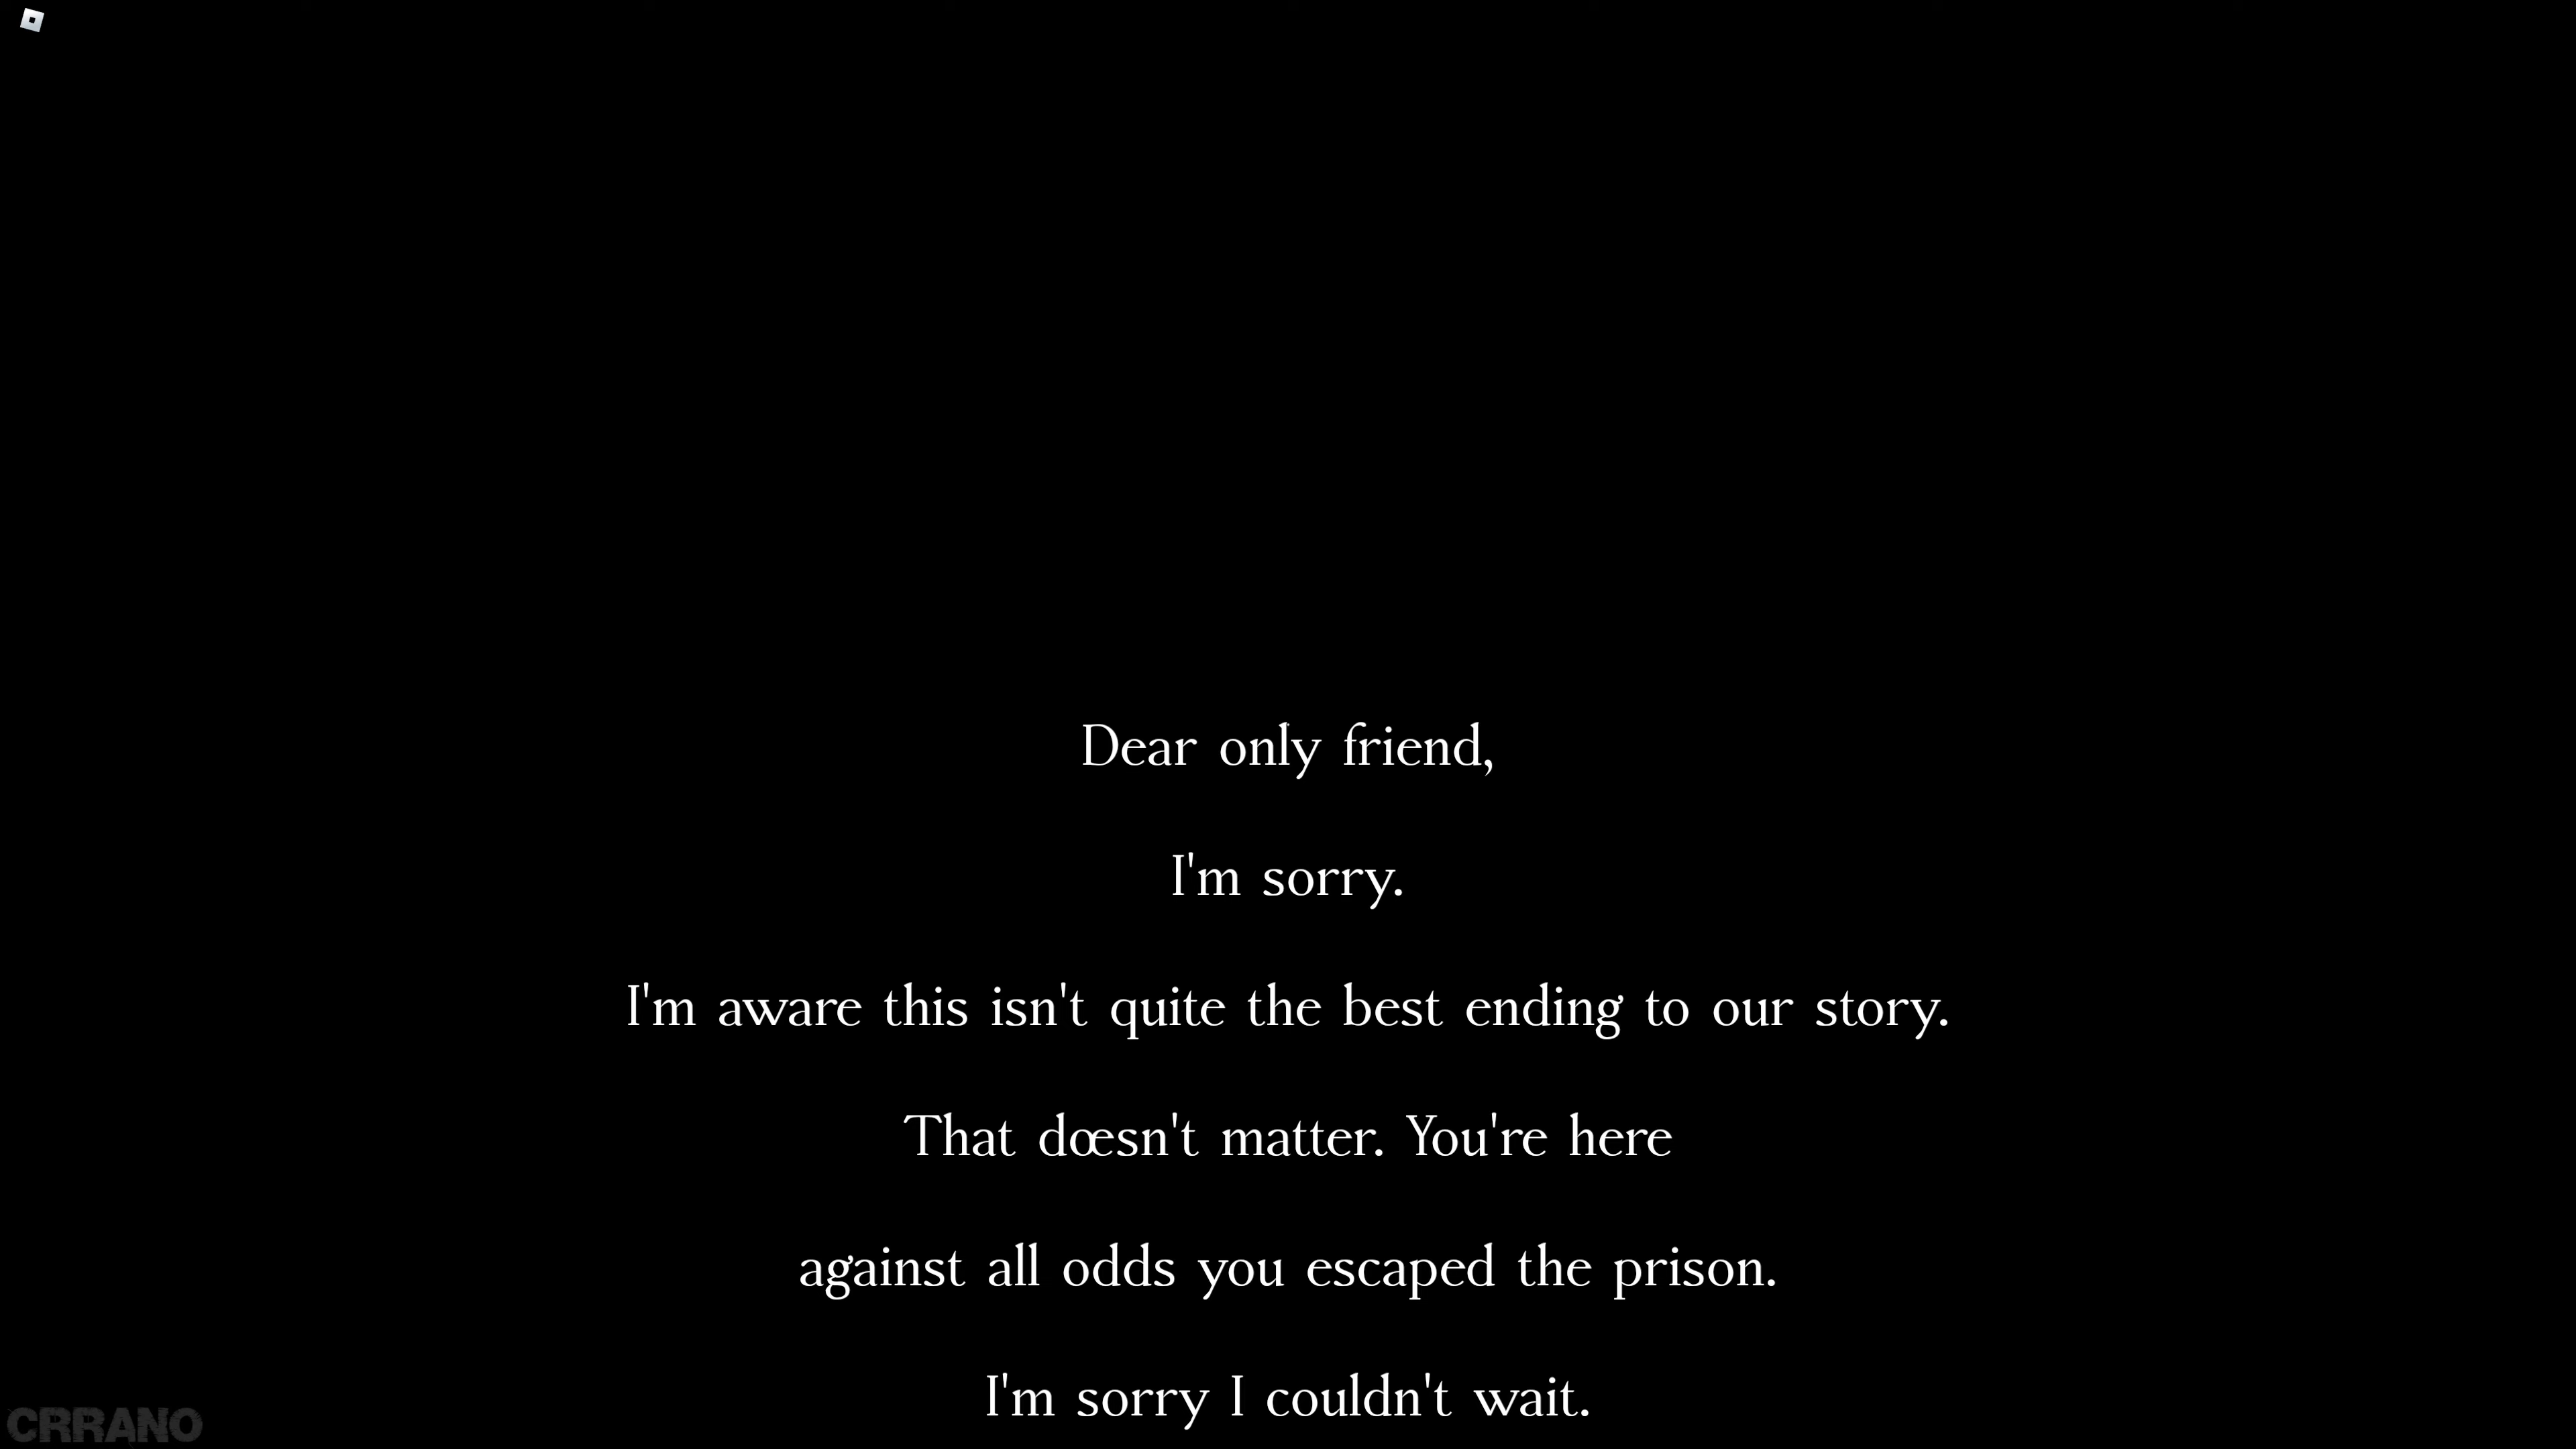 Dear only friend,
I'm sorry.
I'm aware this isn't quite the best ending to our story.
That dœsn't matter. You're here
against all odds you escaped the prison.
I'm sorry I couldn't wait.
CRRANO